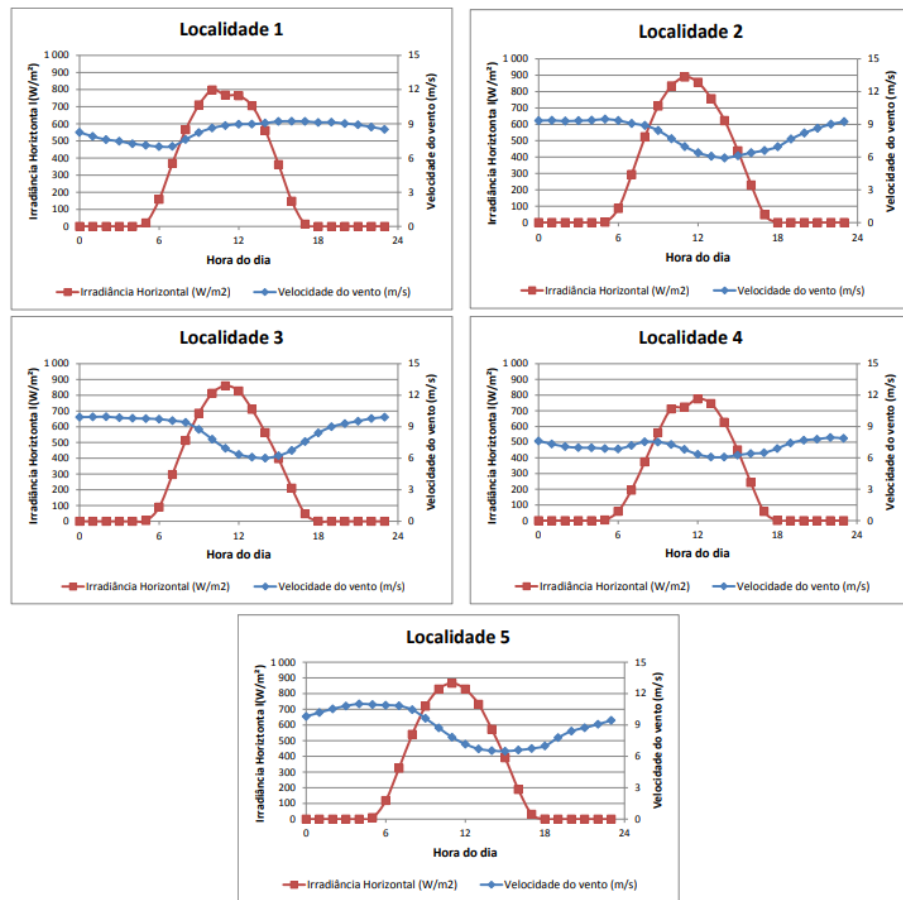 Localidade 1
Irradiância Horizontal I(W/m²)
1 000
900
800
700
600
500
400
300
200
100
0
15
12
9
6
3
0
Velocidade do vento (m/s)
0 6 12 18 24
Hora do dia
Irradiância Horizontal (W/m2) Velocidade do vento (m/s)
Localidade 2
Irradiância Horiztonta I(W/m²)
1 000
900
800
700
600
500
400
300
200
100
0
15
12
9
6
3
0
Velocidade do vento (m/s)
0 6 12 18 24
Hora do dia
Irradiância Horizontal (W/m2) Velocidade do vento (m/s)
Localidade 3
Irradiância Horiztonta I(W/m²)
1 000
900
800
700
600
500
400
300
200
100
0
15
12
9
6
3
0
Velocidade do vento (m/s)
0 6 12 18 24
Hora do dia
Irradiância Horizontal (W/m2) Velocidade do vento (m/s)
Localidade 4
Irradiância Horiztonta I(W/m²)
1 000
900
800
700
600
500
400
300
200
100
0
15
12
9
6
3
0
Velocidade do vento (m/s)
0 6 12 18 24
Hora do dia
Irradiância Horizontal (W/m2) Velocidade do vento (m/s)
Localidade 5
Irradiância Horiztonta I(W/m²)
1 000
900
800
700
600
500
400
300
200
100
0
15
12
9
6
3
0
Velocidade do vento (m/s)
0 6 12 18 24
Hora do dia
Irradiância Horizontal (W/m2) Velocidade do vento (m/s)